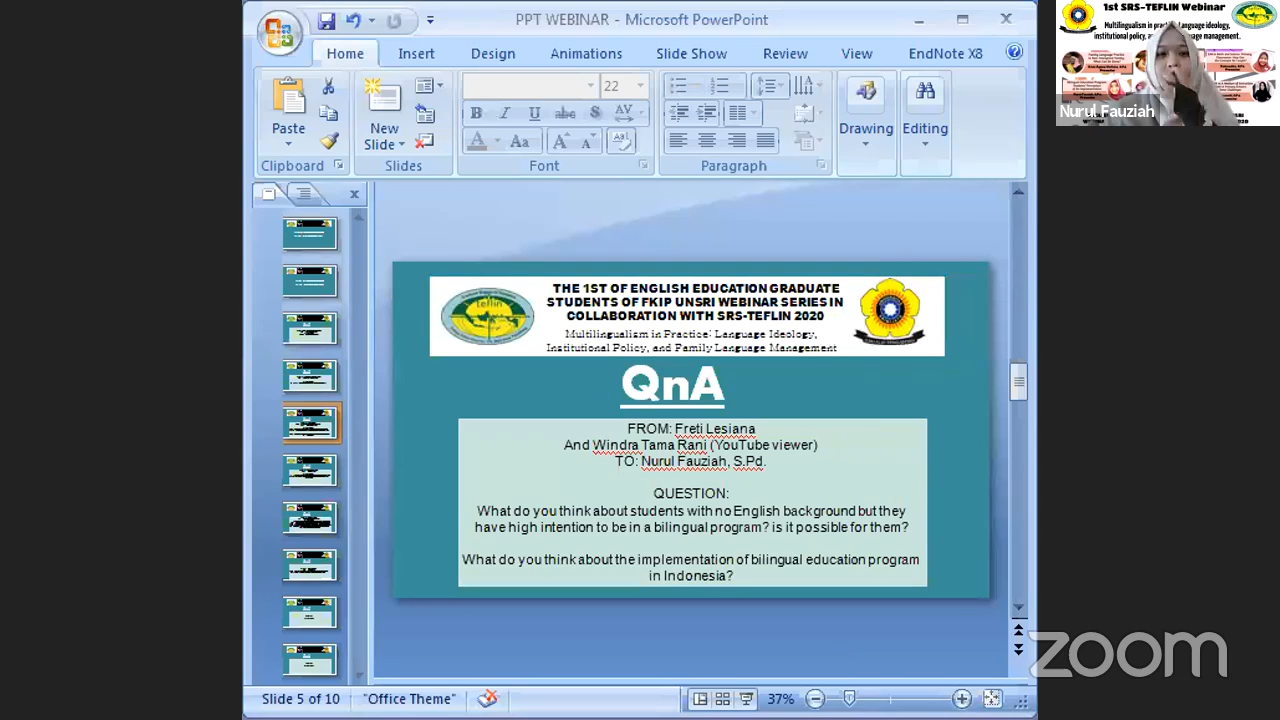 PPT WEBINAR - Microsoft PowerPoint
Home Insert Design Animations Slide Show Review View EndNote X8
22
Paste
New
Slide
Drawing
Editing
Clipboard Slides Font Paragraph
teflin
THE 1ST OF ENGLISH EDUCATION GRADUATE
STUDENTS OF FKIP UNSRI WEBINAR SERIES IN
COLLABORATION WITH SRS-TEFLIN 2020
Multilingualism in Practice: Language Ideology,
Institutional Policy, and Family Language Management
QnA
FROM: Freti Lesiana
And Windra Tama Rani (YouTube viewer)
TO: Nurul Fauziah, S.Pd.
QUESTION:
What do you think about students with no English background but they
have high intention to be in a bilingual program? is it possible for them?
What do you think about the implementation of bilingual education program
in Indonesia?
Slide 5 of 10 "Office Theme" 37%
1st SRS-TEFLIN Webinar
Nurul Fauziah
zoom